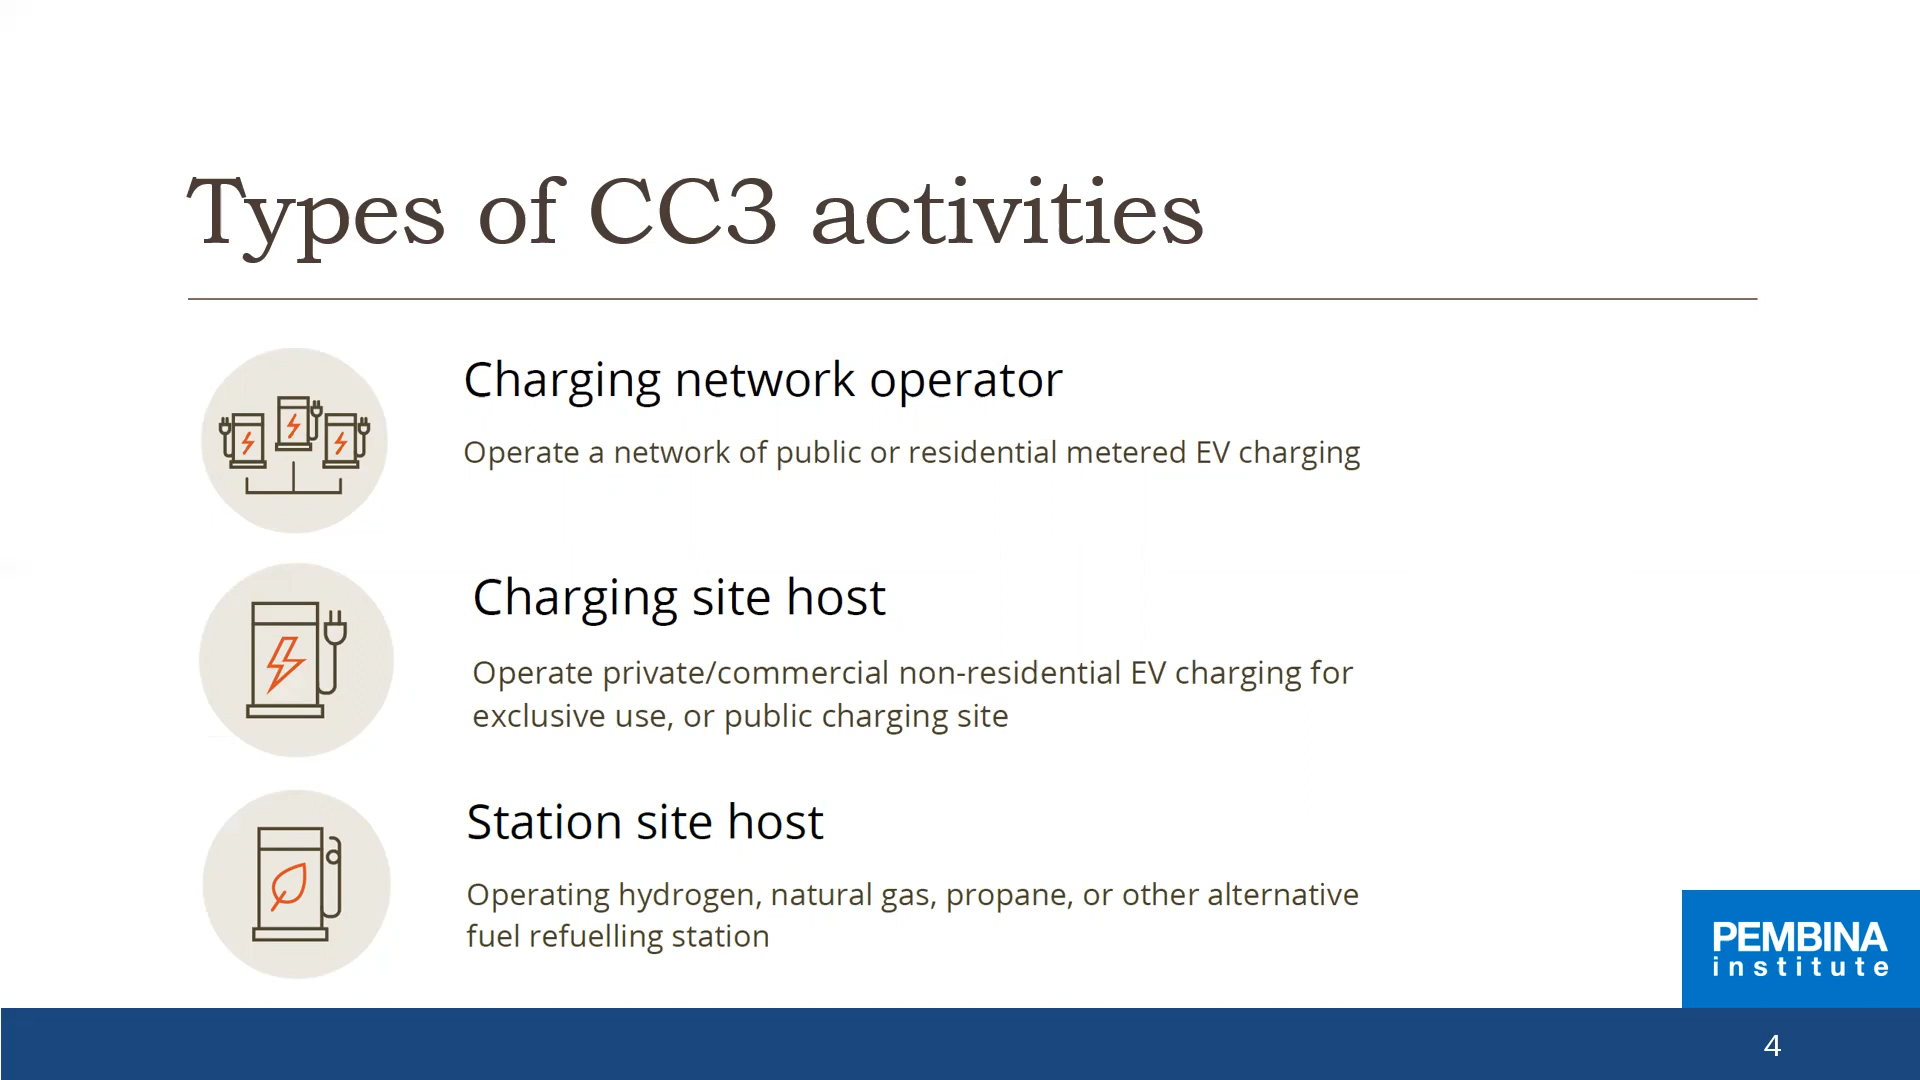 Types of CC3 activities
Charging network operator
Operate a network of public or residential metered EV charging
Charging site host
Operate private/commercial non-residential EV charging for
exclusive use, or public charging site
Station site host
Operating hydrogen, natural gas, propane, or other alternative
fuel refuelling station
PEMBINA
institute
4